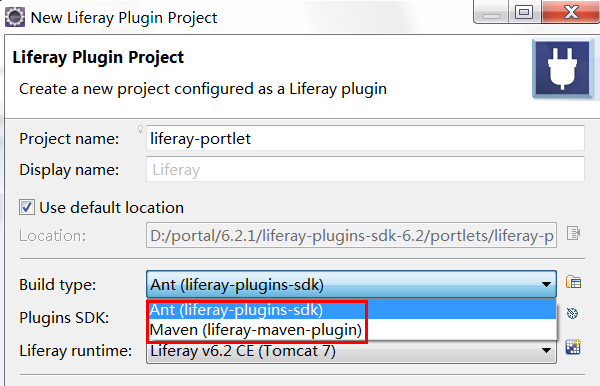 New Liferay Plugin Project
Liferay Plugin Project
Create a new project configured as a Liferay plugin
Project name: liferay-portlet
Display name: Liferay
Use default location
Location: D:/portal/6.2.1/liferay-plugins-sdk-6.2/portlets/liferay-p
Build type: Ant (liferay-plugins-sdk)
Ant (liferay-plugins-sdk)
Plugins SDK:
Maven (liferay-maven-plugin)
Liferay runtime: Liferay v6.2 CE (Tomcat 7)